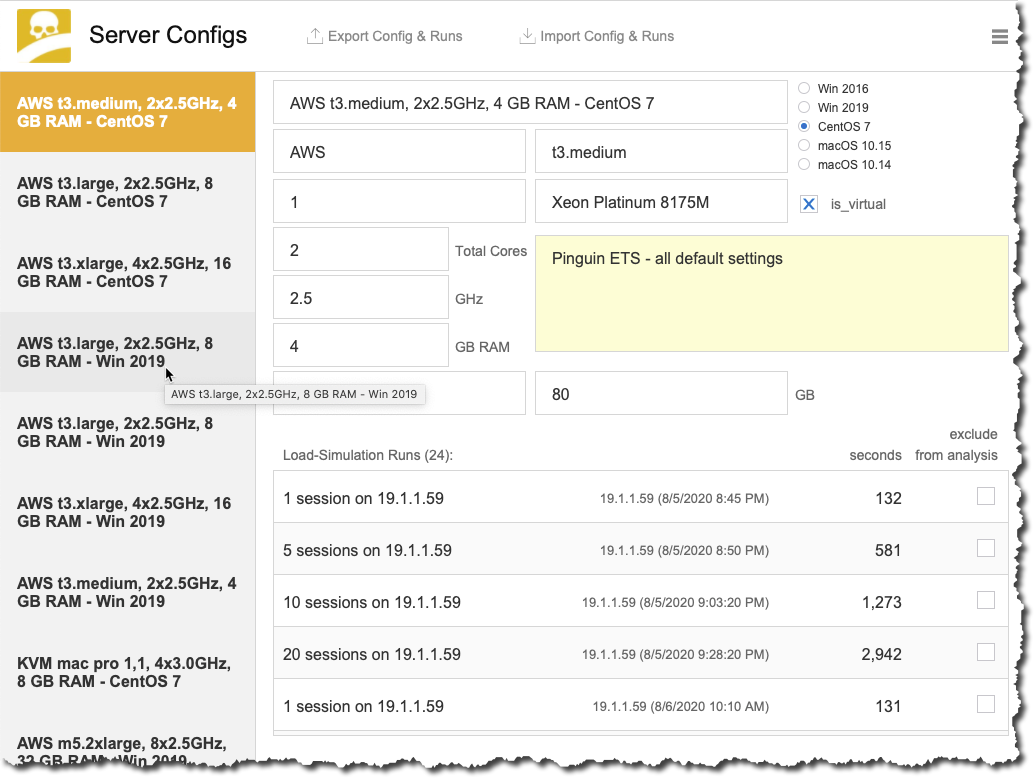 Server Configs
Export Config & Runs
Import Config & Runs
AWS t3.medium, 2x2.5GHz, 4
GB RAM - CentOS 7
AWS t3.large, 2x2.5GHz, 8
GB RAM - CentOS 7
AWS t3.xlarge, 4x2.5GHz, 16
GB RAM - CentOS 7
AWS t3.large, 2x2.5GHz, 8
GB RAM - Win 2019
AWS t3.large, 2x2.5GHz, 8 GB RAM - Win 2019
AWS t3.large, 2x2.5GHz, 8
GB RAM - Win 2019
AWS t3.xlarge, 4x2.5GHz, 16
GB RAM - Win 2019
AWS t3.medium, 2x2.5GHz, 4
GB RAM - Win 2019
KVM mac pro 1,1, 4x3.0GHz,
8 GB RAM - CentOS 7
AWS m5.2xlarge, 8x2.5GHz,
32 GB RAM - Win 2019
AWS t3.medium, 2x2.5GHz, 4 GB RAM - CentOS 7
AWS
t3.medium
1
Xeon Platinum 8175M
Win 2016
Win 2019
CentOS 7
macOS 10.15
macOS 10.14
is_virtual
2 Total Cores
2.5 GHz
4 GB RAM
Pinguin ETS - all default settings
80 GB
Load-Simulation Runs (24):
seconds
exclude
from analysis
1 session on 19.1.1.59 19.1.1.59 (8/5/2020 8:45 PM) 132
5 sessions on 19.1.1.59 19.1.1.59 (8/5/2020 8:50 PM) 581
10 sessions on 19.1.1.59 19.1.1.59 (8/5/2020 9:03:20 PM) 1,273
20 sessions on 19.1.1.59 19.1.1.59 (8/5/2020 9:28:20 PM) 2,942
1 session on 19.1.1.59 19.1.1.59 (8/6/2020 10:10 AM) 131